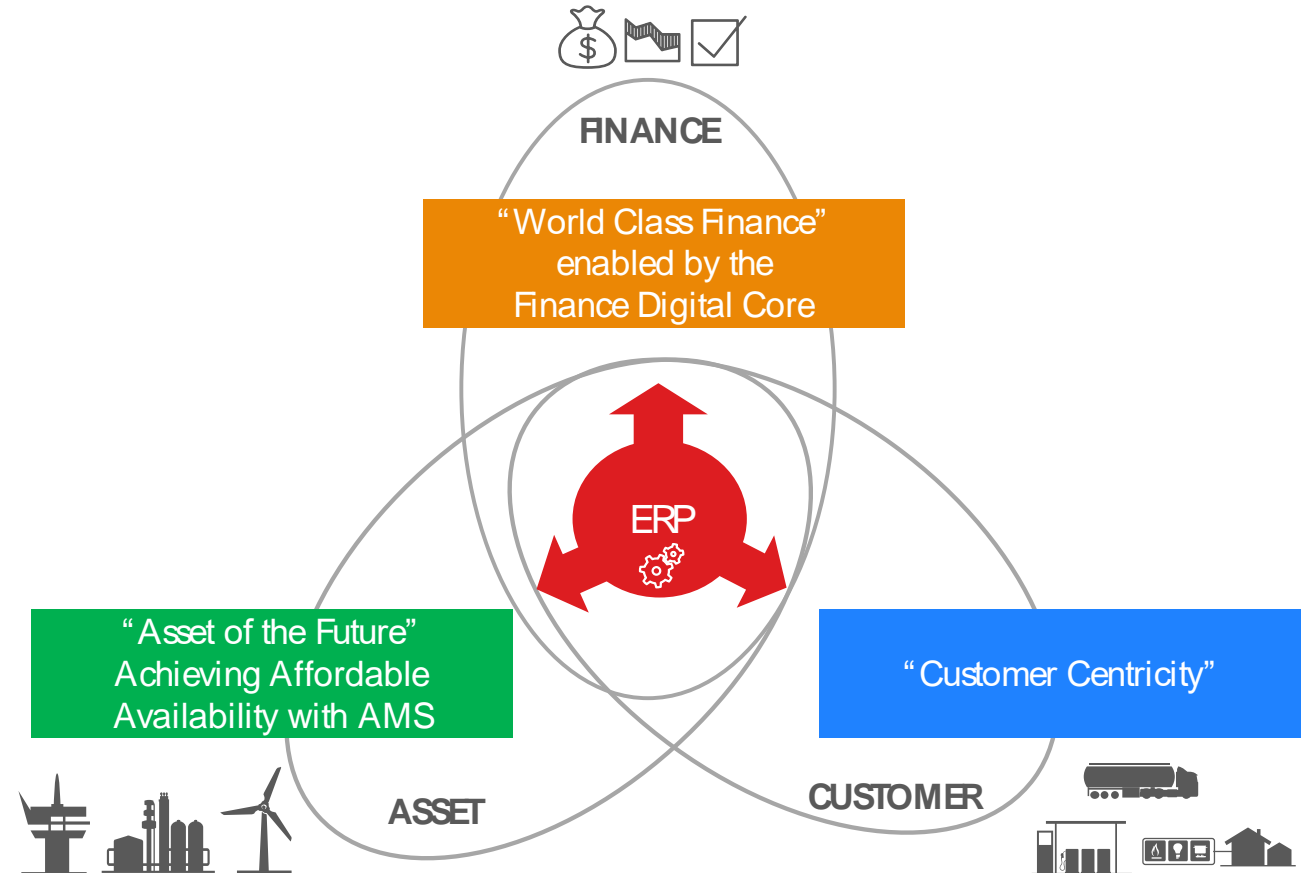 FINANCE
“World Class Finance”
enabled by the
Finance Digital Core
ERP
“Asset of the Future”
Achieving Affordable
Availability with AMS
“Customer Centricity”
ASSET
CUSTOMER